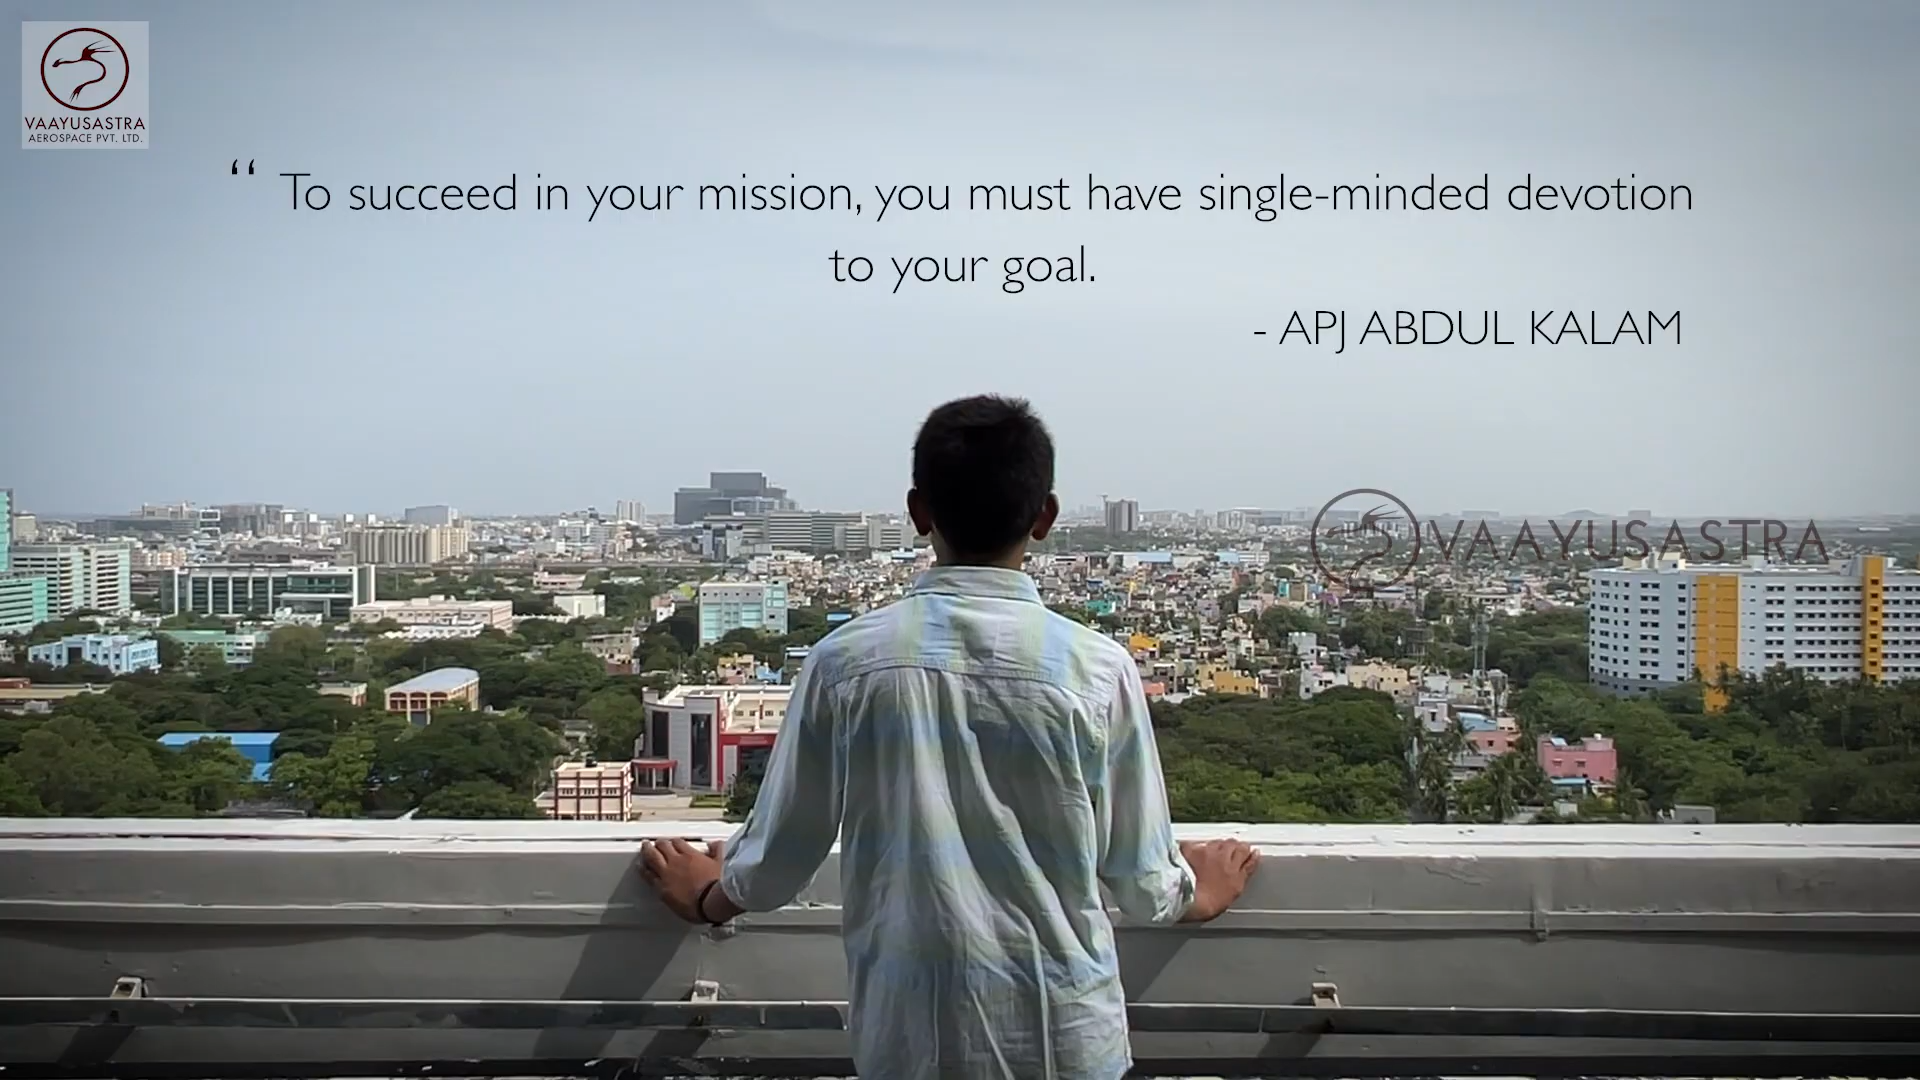 VAAYUSASTRA
AEROSPACE PVT. LTD.
“ To succeed in your mission, you must have single-minded devotion
to your goal.
- APJ ABDUL KALAM
VAAYUSASTRA